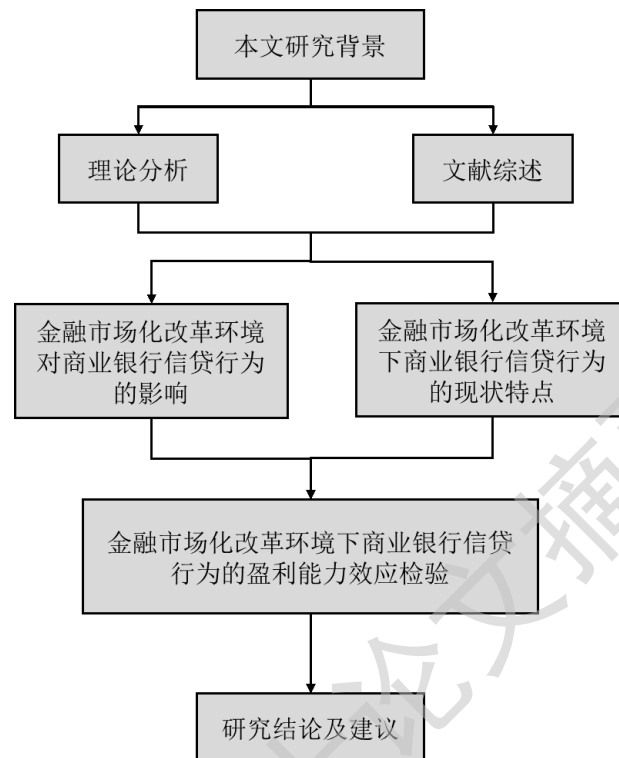 本文研究背景
理论分析
文献综述
金融市场化改革环境
对商业银行信贷行为
的影响
金融市场化改革环境
下商业银行信贷行为
的现状特点
金融市场化改革环境下商业银行信贷
行为的盈利能力效应检验
研究结论及建议
论文摘